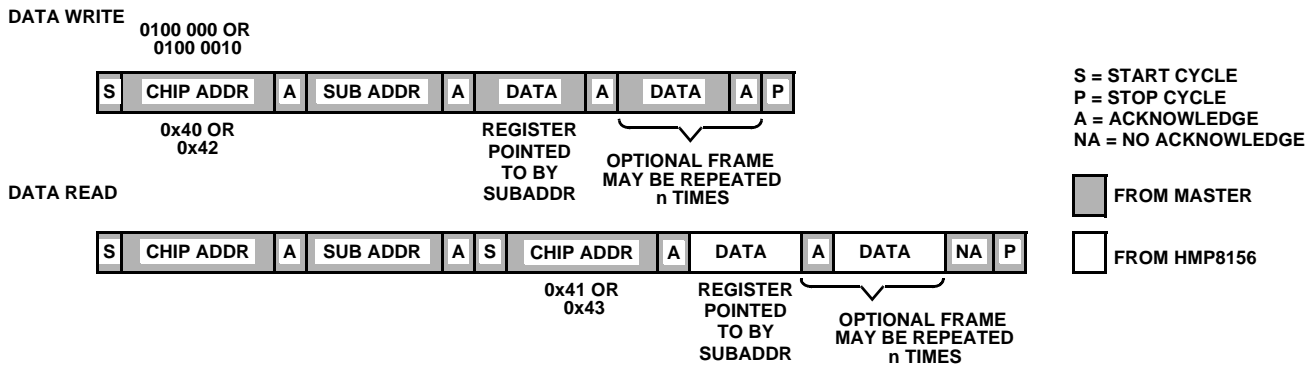 DATA WRITE
0100 000 OR
0100 0010
S CHIP ADDR A SUB ADDR A DATA A DATA A P
0x40 OR
0x42
REGISTER
POINTED
TO BY
SUBADDR
OPTIONAL FRAME
MAY BE REPEATED
n TIMES
S = START CYCLE
P = STOP CYCLE
A = ACKNOWLEDGE
NA = NO ACKNOWLEDGE
FROM MASTER
FROM HMP8156
DATA READ
S CHIP ADDR A SUB ADDR A S CHIP ADDR A DATA A DATA NA P
0x41 OR
0x43
REGISTER
POINTED
TO BY
SUBADDR
OPTIONAL FRAME
MAY BE REPEATED
n TIMES